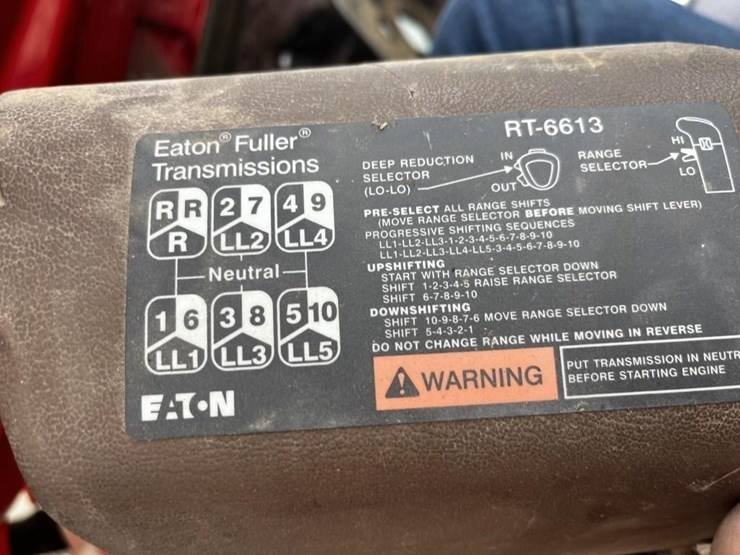 Eaton® Fuller®
Transmissions
R R 2 7 4 9
R LL2 LL4
Neutral
1 6 3 8 5 10
LL1 LL3 LL5
EATON
RT-6613
DEEP REDUCTION
SELECTOR
(LO-LO)
IN
OUT
RANGE
SELECTOR
HI
LO
PRE-SELECT ALL RANGE SHIFTS
(MOVE RANGE SELECTOR BEFORE MOVING SHIFT LEVER)
PROGRESSIVE SHIFTING SEQUENCES
LL1-LL2-LL3-1-2-3-4-5-6-7-8-9-10
LL1-LL2-LL3-LL4-LL5-3-4-5-6-7-8-9-10
UPSHIFTING
START WITH RANGE SELECTOR DOWN
SHIFT 1-2-3-4-5 RAISE RANGE SELECTOR
SHIFT 6-7-8-9-10
DOWNSHIFTING
SHIFT 10-9-8-7-6 MOVE RANGE SELECTOR DOWN
SHIFT 5-4-3-2-1
DO NOT CHANGE RANGE WHILE MOVING IN REVERSE
WARNING
PUT TRANSMISSION IN NEUTR
BEFORE STARTING ENGINE